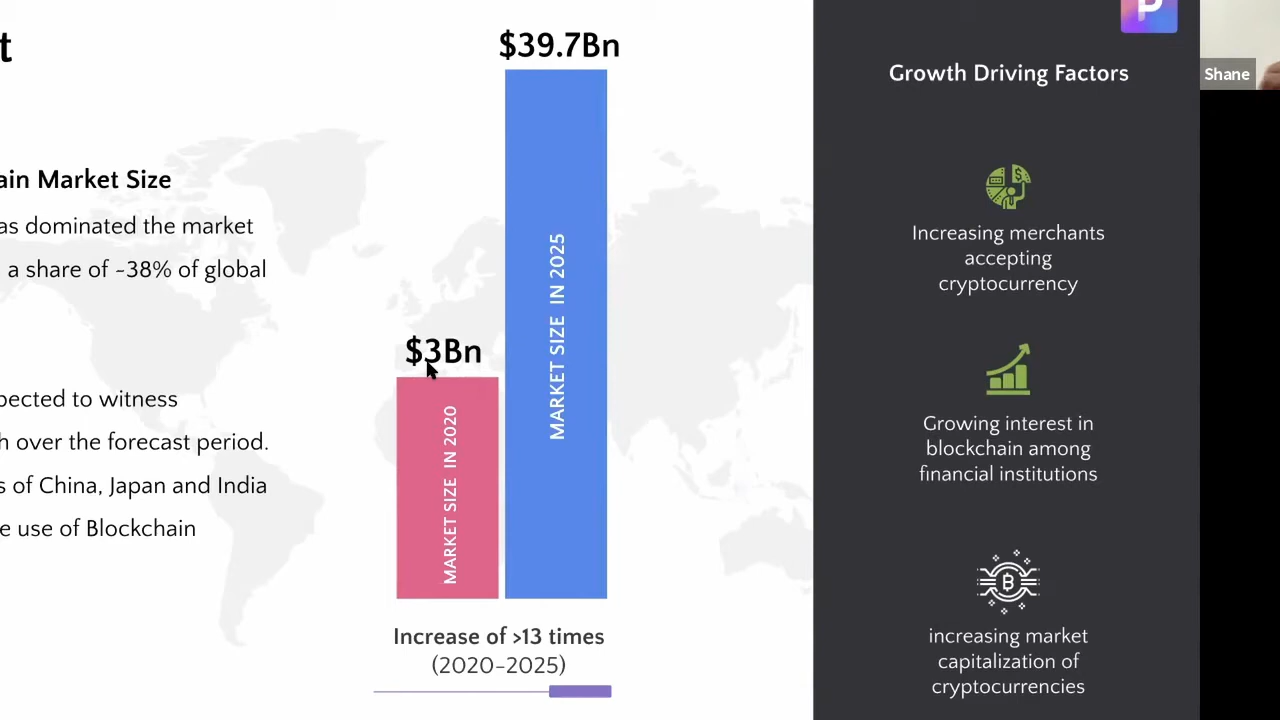 t
ain Market Size
as dominated the market
a share of ~38% of global
pected to witness
h over the forecast period.
s of China, Japan and India
e use of Blockchain
$39.7Bn
$3Bn
MARKET SIZE IN 2020
MARKET SIZE IN 2025
Increase of >13 times
(2020-2025)
P
Growth Driving Factors
Increasing merchants
accepting
cryptocurrency
Growing interest in
blockchain among
financial institutions
increasing market
capitalization of
cryptocurrencies
Shane